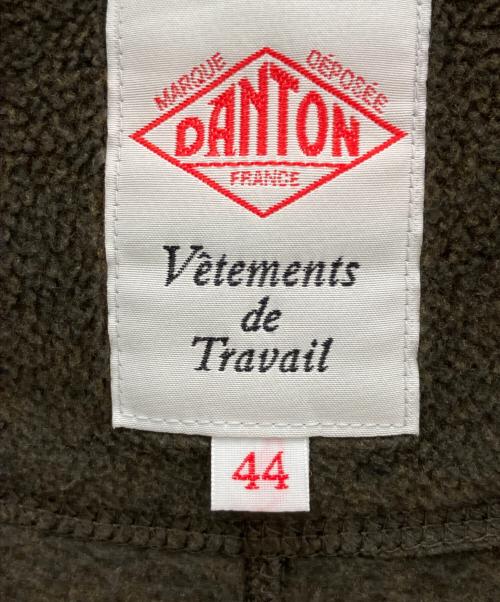 MARQUE DÉPOSÉE
DANTON
FRANCE
Vêtements
de
Travail
44